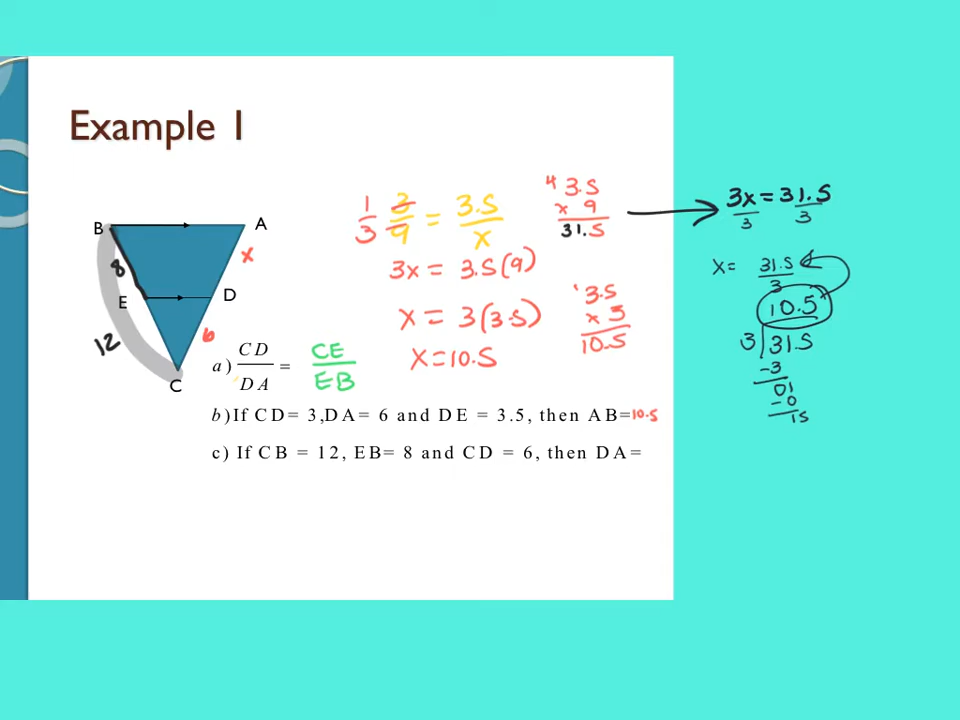 Example 1
B
A
8
x
E
D
12
6
C
1/3 3/9 = 3.5/x
3x = 3.5(9)
x = 3(3.5)
x=10.5
4
3.5
x 9
31.5
1
3.5
x 3
10.5
3x = 31.5
3 3
x = 31.5
3
10.5
3 31.5
-3
01
-0
15
a) CD/DA = CE/EB
b) If CD = 3, DA = 6 and DE = 3.5, then AB = 10.5
c) If CB = 12, EB = 8 and CD = 6, then DA =